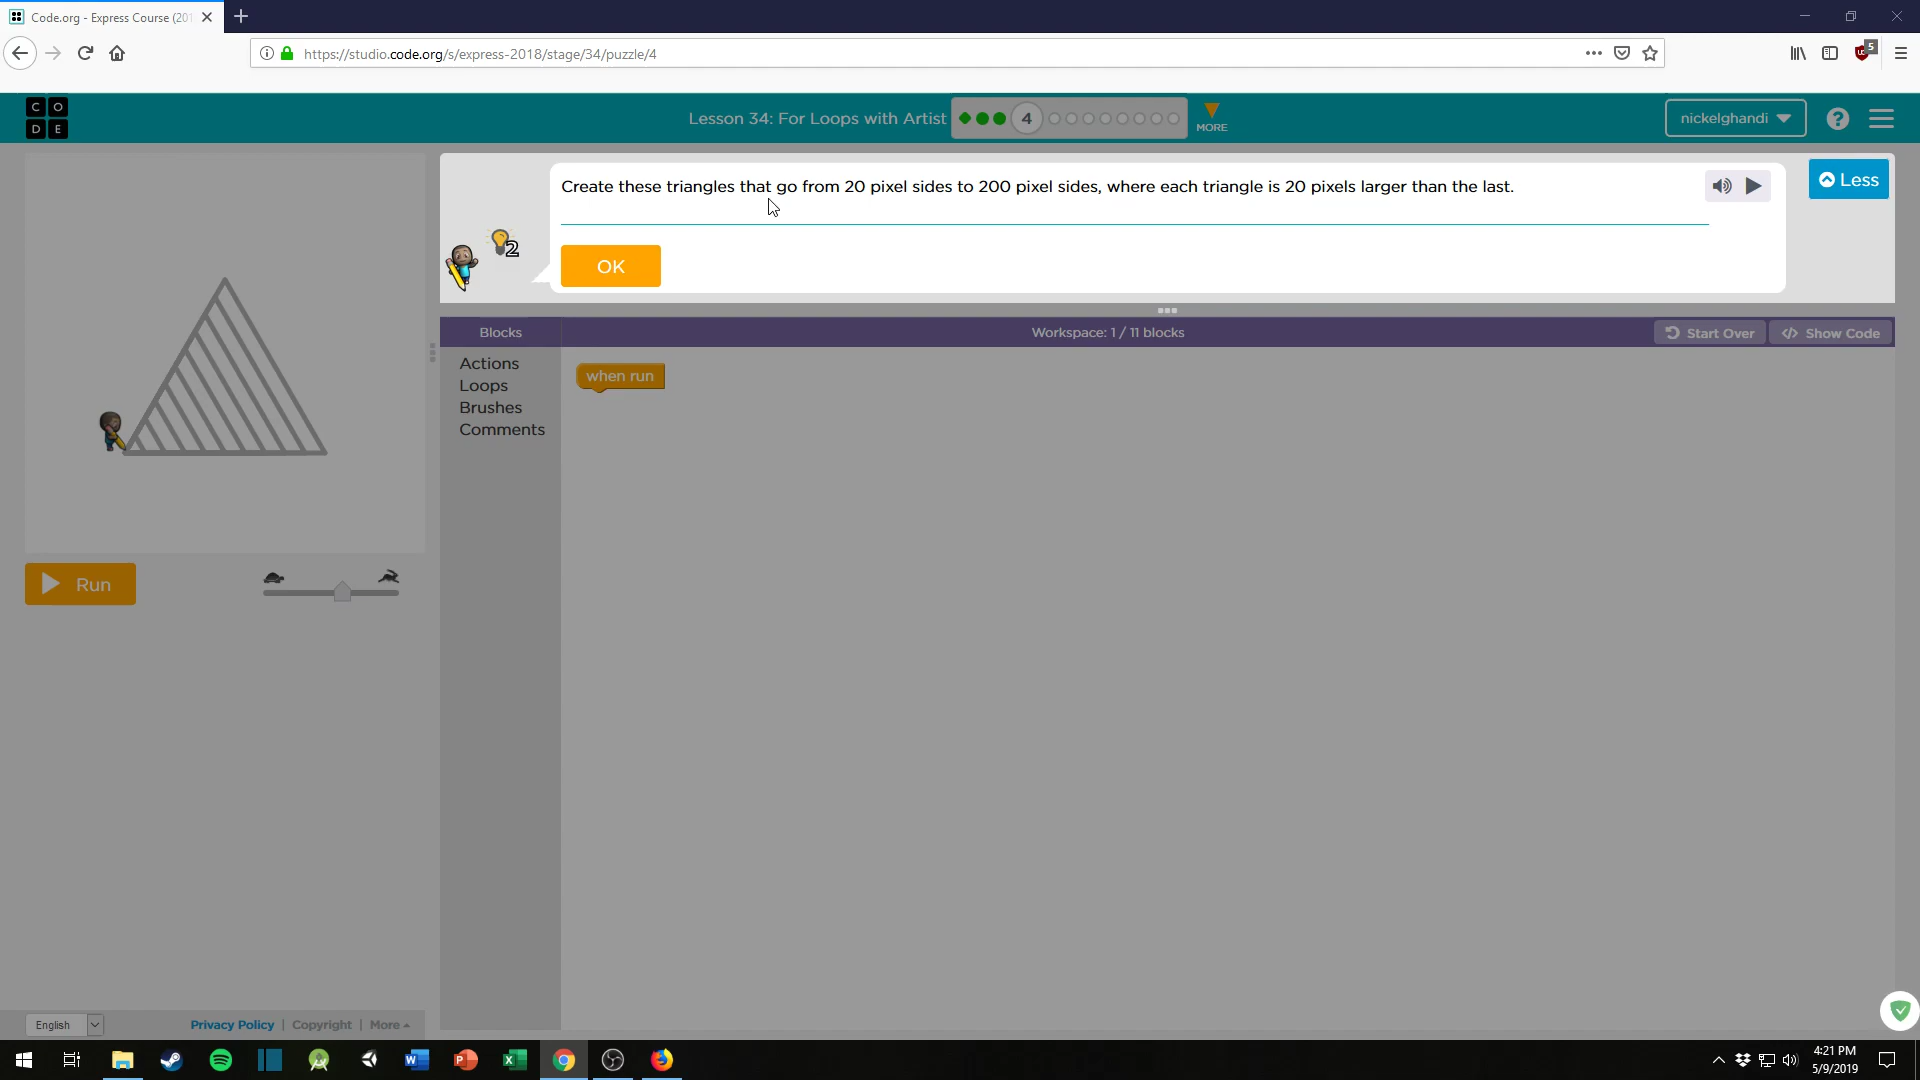 Code.org - Express Course (201
https://studio.code.org/s/express-2018/stage/34/puzzle/4
5
C O
D E
Lesson 34: For Loops with Artist
4
MORE
nickelghandi
?
Create these triangles that go from 20 pixel sides to 200 pixel sides, where each triangle is 20 pixels larger than the last.
Less
2
OK
Blocks
Workspace: 1 / 11 blocks
Start Over
Show Code
Actions
Loops
Brushes
Comments
when run
Run
English
Privacy Policy | Copyright | More
4:21 PM
5/9/2019